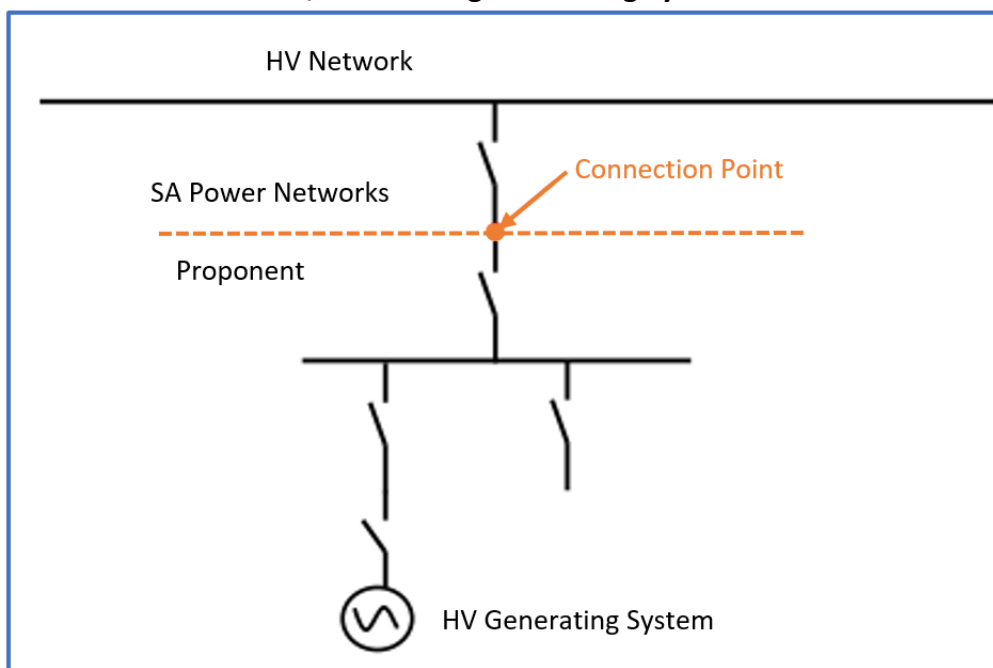 HV Network
Connection Point
SA Power Networks
Proponent
HV Generating System